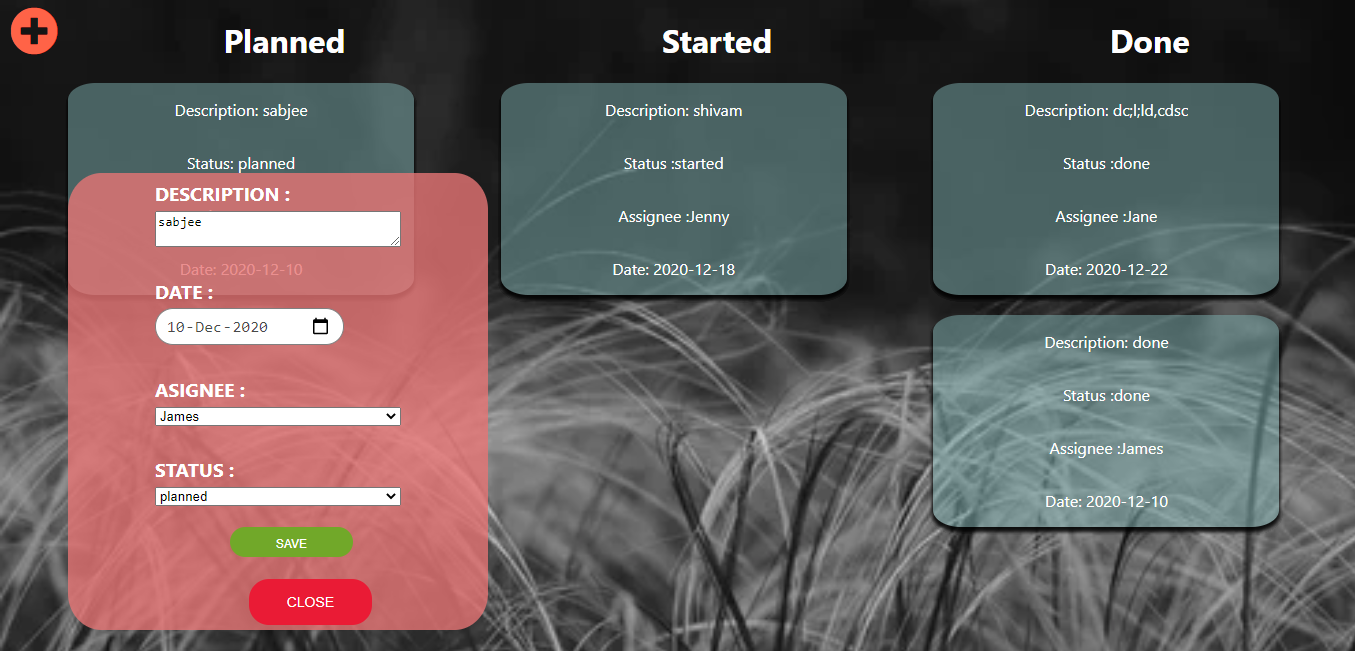 Planned
Description: sabjee
Status: planned
DESCRIPTION :
sabjee
Date: 2020-12-10
DATE :
10-Dec-2020
ASIGNEE :
James
STATUS :
planned
SAVE
CLOSE
Started
Description: shivam
Status :started
Assignee :Jenny
Date: 2020-12-18
Done
Description: dc;l;ld,cdsc
Status :done
Assignee :Jane
Date: 2020-12-22
Description: done
Status :done
Assignee :James
Date: 2020-12-10